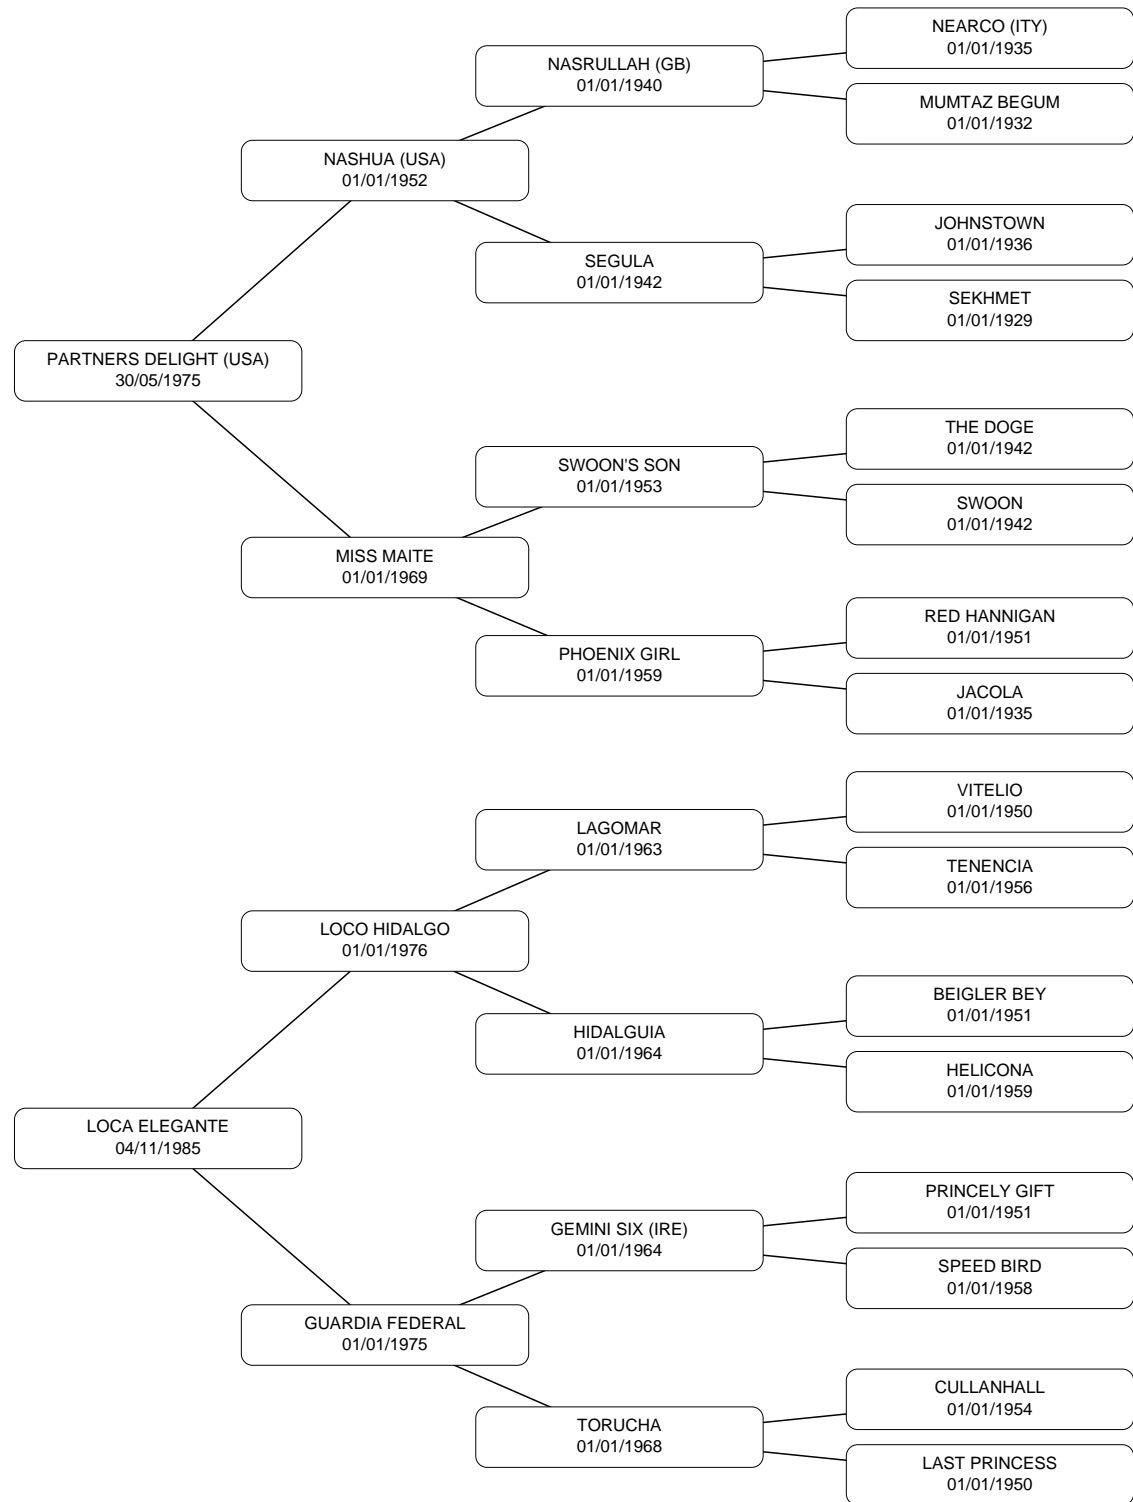 NEARCO (ITY)
01/01/1935
NASRULLAH (GB)
01/01/1940
MUMTAZ BEGUM
01/01/1932
NASHUA (USA)
01/01/1952
JOHNSTOWN
01/01/1936
SEGULA
01/01/1942
SEKHMET
01/01/1929
PARTNERS DELIGHT (USA)
30/05/1975
THE DOGE
01/01/1942
SWOON'S SON
01/01/1953
SWOON
01/01/1942
MISS MAITE
01/01/1969
RED HANNIGAN
01/01/1951
PHOENIX GIRL
01/01/1959
JACOLA
01/01/1935
VITELIO
01/01/1950
LAGOMAR
01/01/1963
TENENCIA
01/01/1956
LOCO HIDALGO
01/01/1976
BEIGLER BEY
01/01/1951
HIDALGUIA
01/01/1964
HELICONA
01/01/1959
LOCA ELEGANTE
04/11/1985
PRINCELY GIFT
01/01/1951
GEMINI SIX (IRE)
01/01/1964
SPEED BIRD
01/01/1958
GUARDIA FEDERAL
01/01/1975
CULLANHALL
01/01/1954
TORUCHA
01/01/1968
LAST PRINCESS
01/01/1950